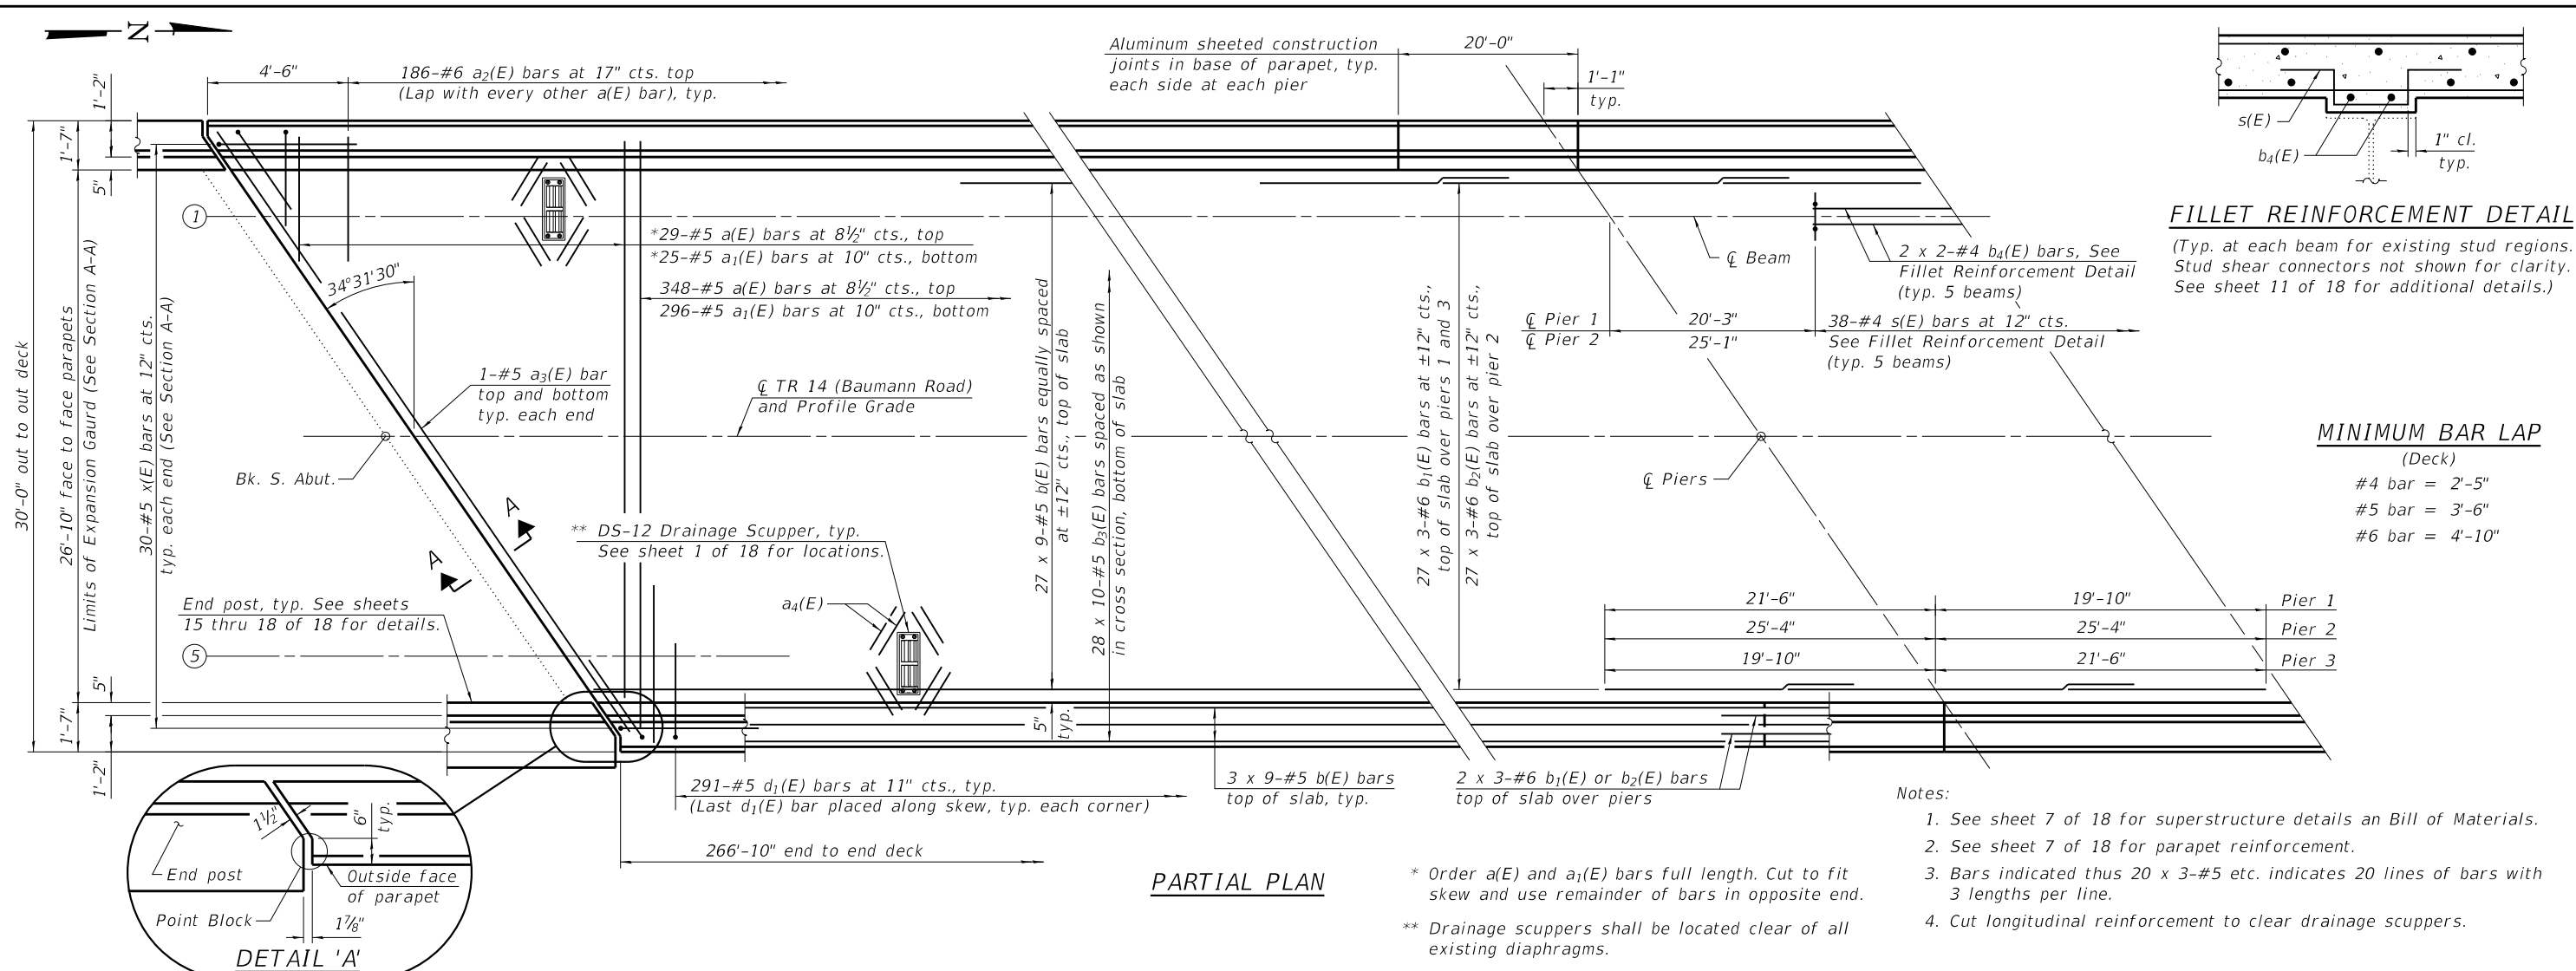 N
4'-6"
186-#6 a2(E) bars at 17" cts. top
(Lap with every other a(E) bar), typ.
1'-2"
1'-7"
5"
30'-0" out to out deck
26'-10" face to face parapets
Limits of Expansion Gaurd (See Section A-A)
30-#5 x(E) bars at 12" cts.
typ. each end (See Section A-A)
5"
1'-7"
1'-2"
Aluminum sheeted construction
joints in base of parapet, typ.
each side at each pier
20'-0"
1'-1"
typ.
1
*29-#5 a(E) bars at 8½" cts., top
*25-#5 a1(E) bars at 10" cts., bottom
348-#5 a(E) bars at 8½" cts., top
296-#5 a1(E) bars at 10" cts., bottom
34°31'30"
1-#5 a3(E) bar
top and bottom
typ. each end
℄ TR 14 (Baumann Road)
and Profile Grade
Bk. S. Abut.
A
A
** DS-12 Drainage Scupper, typ.
See sheet 1 of 18 for locations.
a4(E)
End post, typ. See sheets
15 thru 18 of 18 for details.
5
27 x 9-#5 b(E) bars equally spaced
at ±12" cts., top of slab
28 x 10-#5 b3(E) bars spaced as shown
in cross section, bottom of slab
5"
typ.
27 x 3-#6 b1(E) bars at ±12" cts.,
top of slab over piers 1 and 3
27 x 3-#6 b2(E) bars at ±12" cts.,
top of slab over pier 2
℄ Beam
2 x 2-#4 b4(E) bars, See
Fillet Reinforcement Detail
(typ. 5 beams)
℄ Pier 1
℄ Pier 2
20'-3"
25'-1"
38-#4 s(E) bars at 12" cts.
See Fillet Reinforcement Detail
(typ. 5 beams)
℄ Piers
21'-6"
19'-10"
Pier 1
25'-4"
25'-4"
Pier 2
19'-10"
21'-6"
Pier 3
291-#5 d1(E) bars at 11" cts., typ.
(Last d1(E) bar placed along skew, typ. each corner)
3 x 9-#5 b(E) bars
top of slab, typ.
2 x 3-#6 b1(E) or b2(E) bars
top of slab over piers
266'-10" end to end deck
1½"
6"
typ.
End post
Outside face
of parapet
Point Block
1⅞"
DETAIL 'A'
PARTIAL PLAN
* Order a(E) and a1(E) bars full length. Cut to fit
skew and use remainder of bars in opposite end.
** Drainage scuppers shall be located clear of all
existing diaphragms.
s(E)
b4(E)
1" cl.
typ.
FILLET REINFORCEMENT DETAIL
(Typ. at each beam for existing stud regions.
Stud shear connectors not shown for clarity.
See sheet 11 of 18 for additional details.)
MINIMUM BAR LAP
(Deck)
#4 bar = 2'-5"
#5 bar = 3'-6"
#6 bar = 4'-10"
Notes:
1. See sheet 7 of 18 for superstructure details an Bill of Materials.
2. See sheet 7 of 18 for parapet reinforcement.
3. Bars indicated thus 20 x 3-#5 etc. indicates 20 lines of bars with
3 lengths per line.
4. Cut longitudinal reinforcement to clear drainage scuppers.